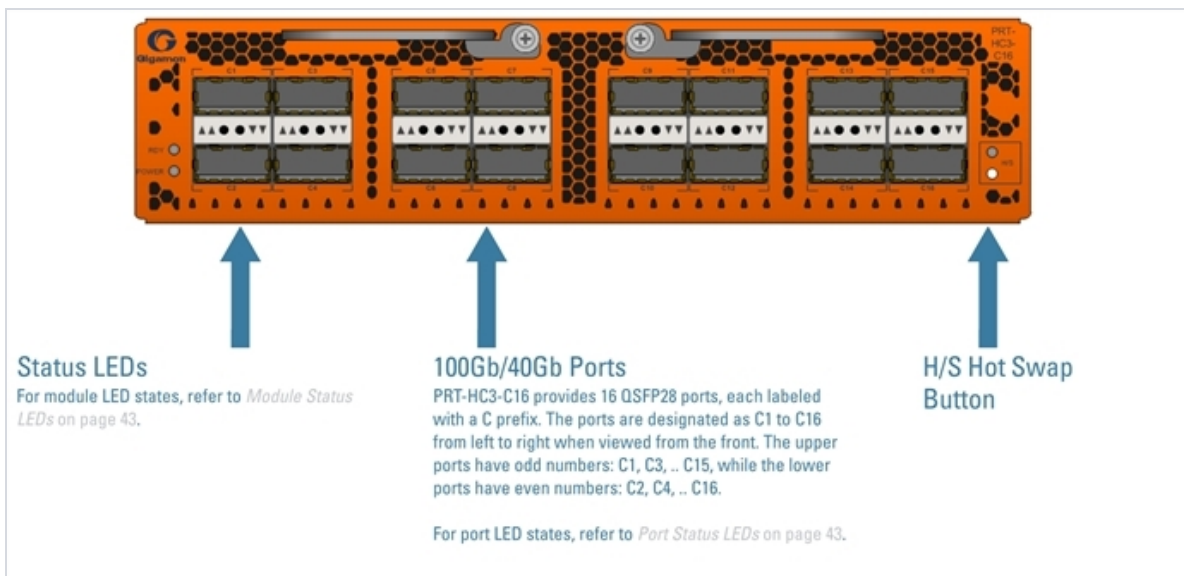 Gigamon
PRT-
HC3-
C16
C1 C3 C5 C7 C9 C11 C13 C15
RDY
POWER
H/S
C2 C4 C6 C8 C10 C12 C14 C16
Status LEDs
For module LED states, refer to Module Status
LEDs on page 43.
100Gb/40Gb Ports
PRT-HC3-C16 provides 16 QSFP28 ports, each labeled
with a C prefix. The ports are designated as C1 to C16
from left to right when viewed from the front. The upper
ports have odd numbers: C1, C3, .. C15, while the lower
ports have even numbers: C2, C4, .. C16.
For port LED states, refer to Port Status LEDs on page 43.
H/S Hot Swap
Button